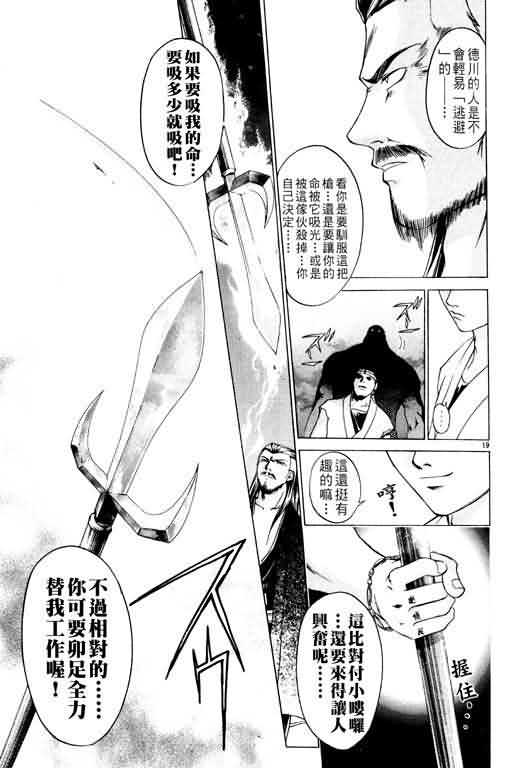 德川的人是不
會輕易「逃避
」的────
看你是要馴服這把
槍…還是要讓你的
命被它吸光…或是
被這傢伙殺掉…你
自己決定……
……
19
哼！
這還挺有
趣的嘛…
握住…
這比對付小嘍囉
…還要來得讓人
興奮呢……
如果要吸我的命…
要吸多少就吸吧！
不過相對的……
你可要卯足全力
替我工作喔！